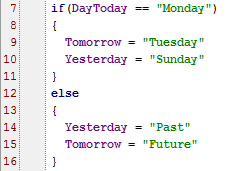 7 if(DayToday == "Monday")
8 {
9 Tomorrow = "Tuesday"
10 Yesterday = "Sunday"
11 }
12 else
13 {
14 Yesterday = "Past"
15 Tomorrow = "Future"
16 }